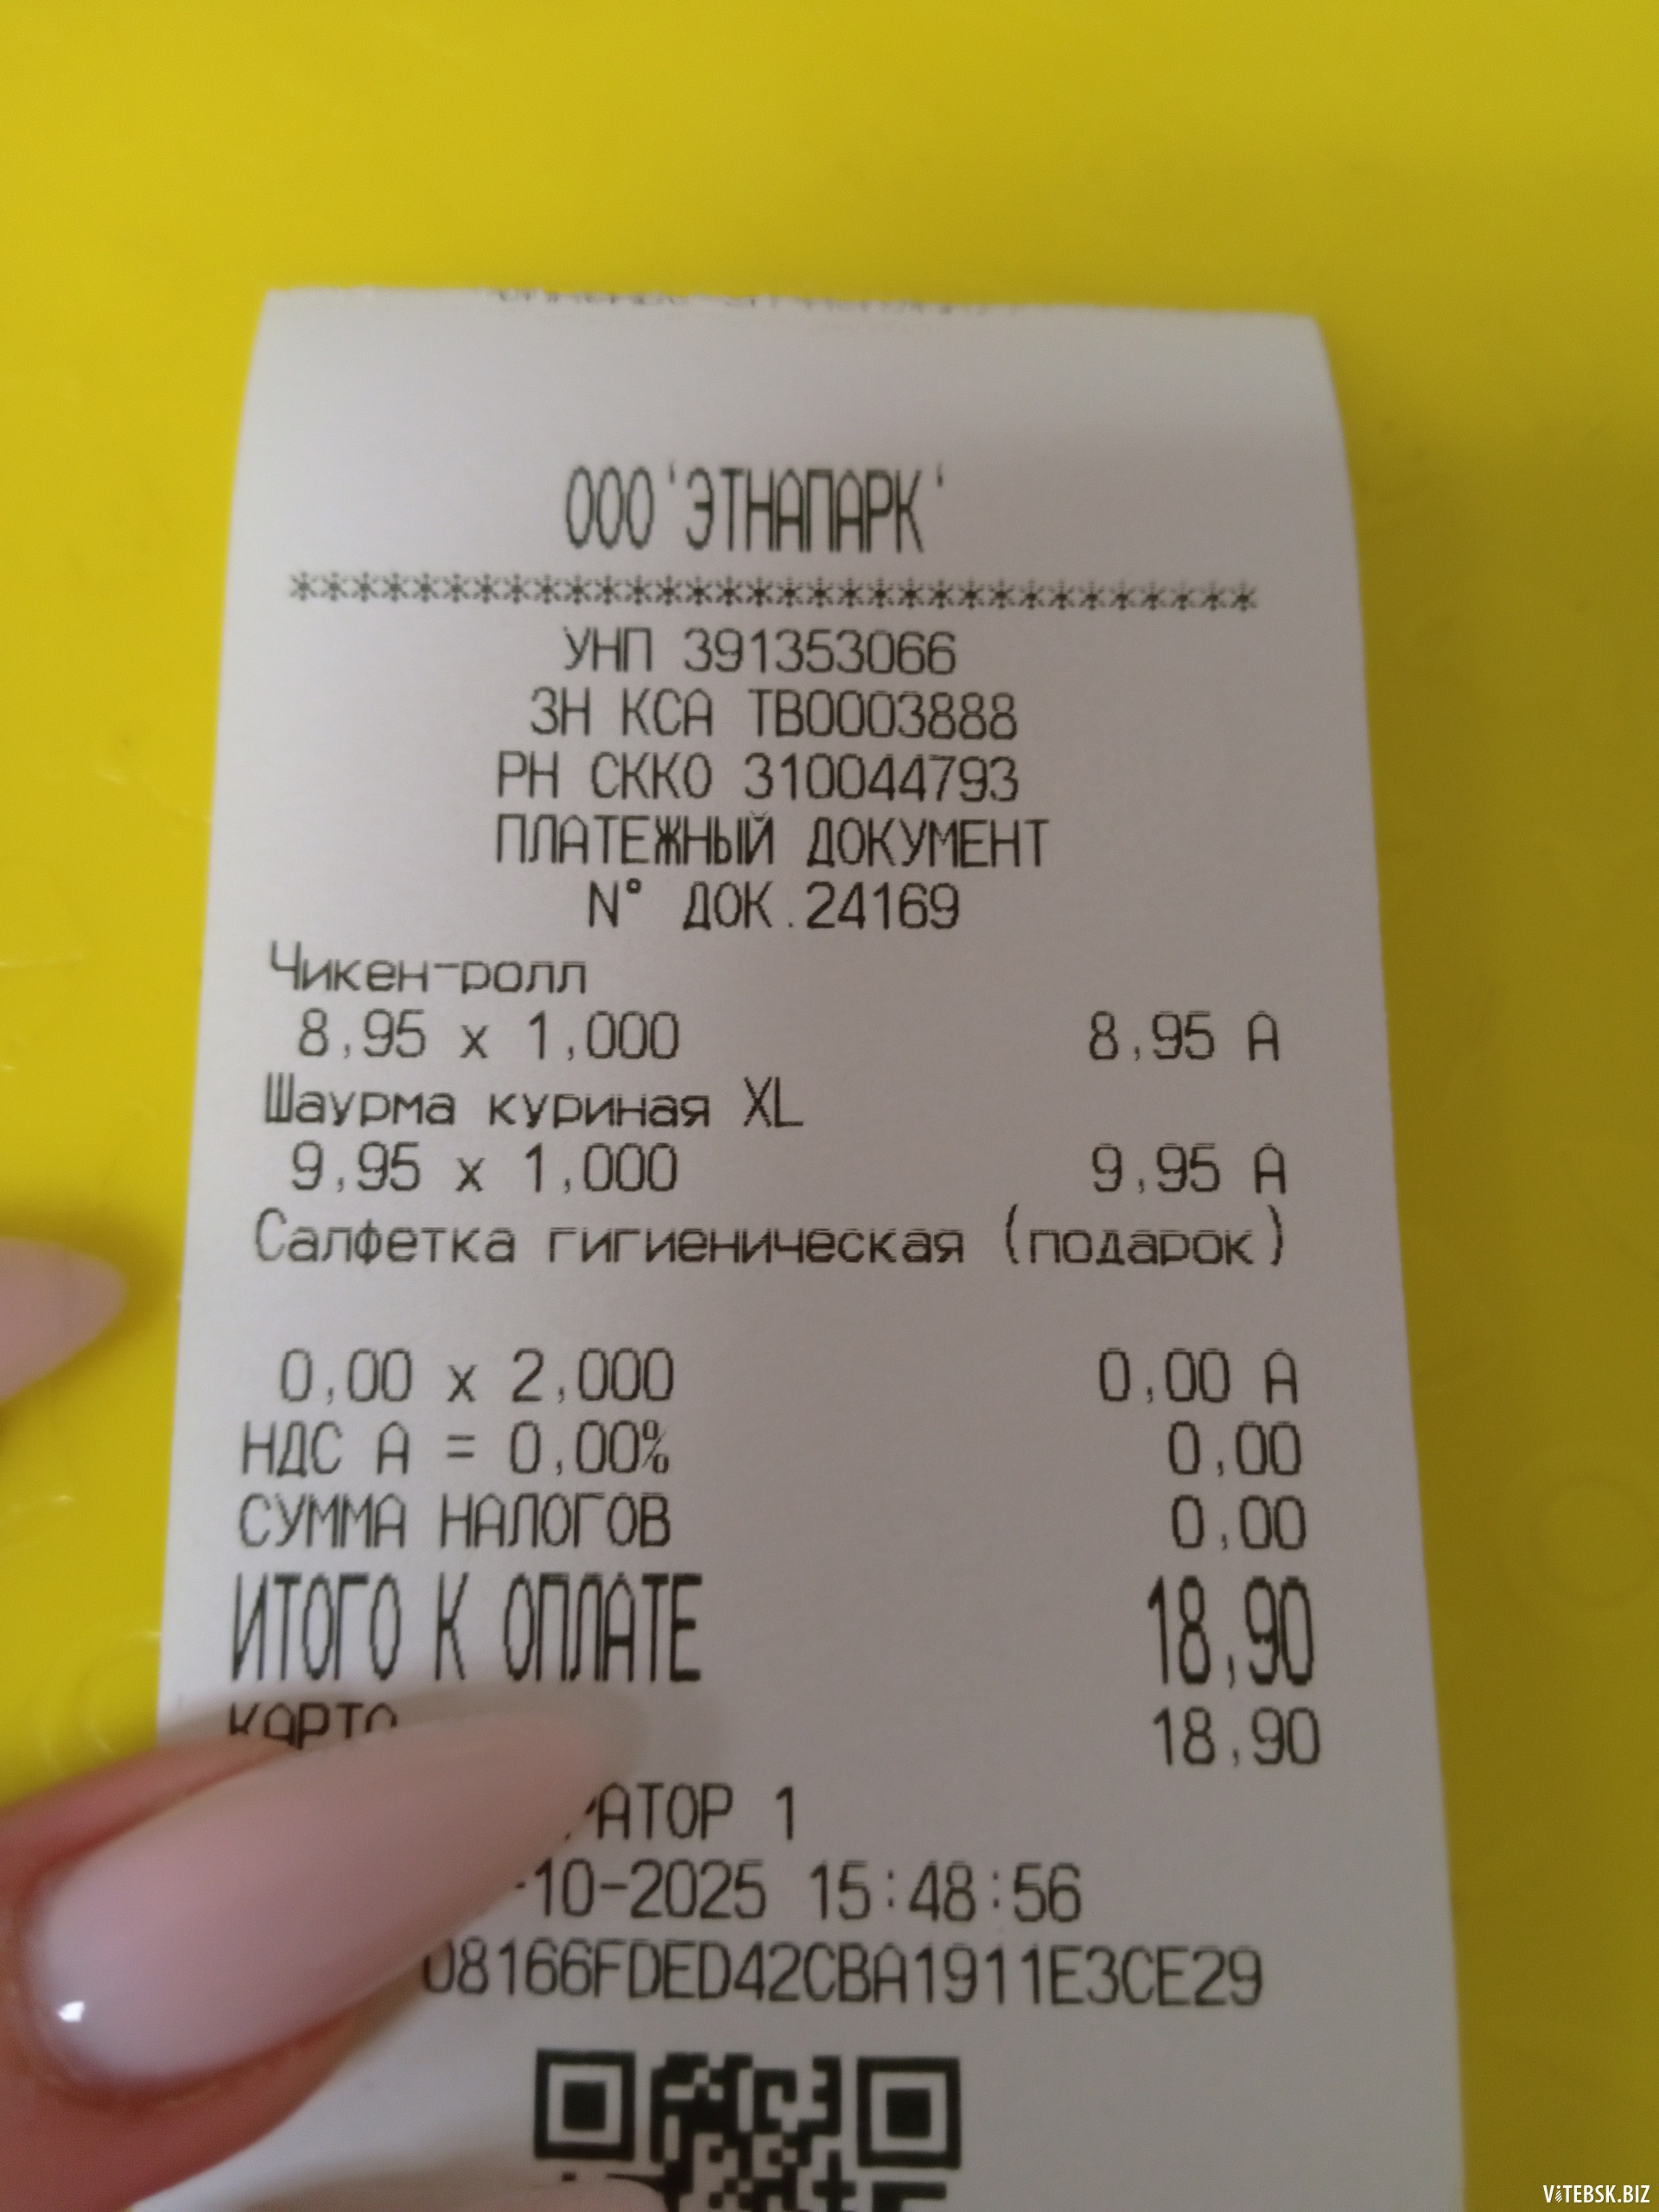 ООО 'ЭТНАПАРК'
********************************
УНП 391353066
ЗН КСА ТВ0003888
РН СККО 310044793
ПЛАТЕЖНЫЙ ДОКУМЕНТ
N° ДОК.24169
Чикен-ролл
8,95 x 1,000 8,95 А
Шаурма куриная XL
9,95 x 1,000 9,95 А
Салфетка гигиеническая (подарок)
0,00 x 2,000 0,00 А
НДС А = 0,00% 0,00
СУММА НАЛОГОВ 0,00
ИТОГО К ОПЛАТЕ 18,90
КАРТО 18,90
РАТОР 1
-10-2025 15:48:56
08166FDED42CBA1911E3CE29
VITEBSK.BIZ